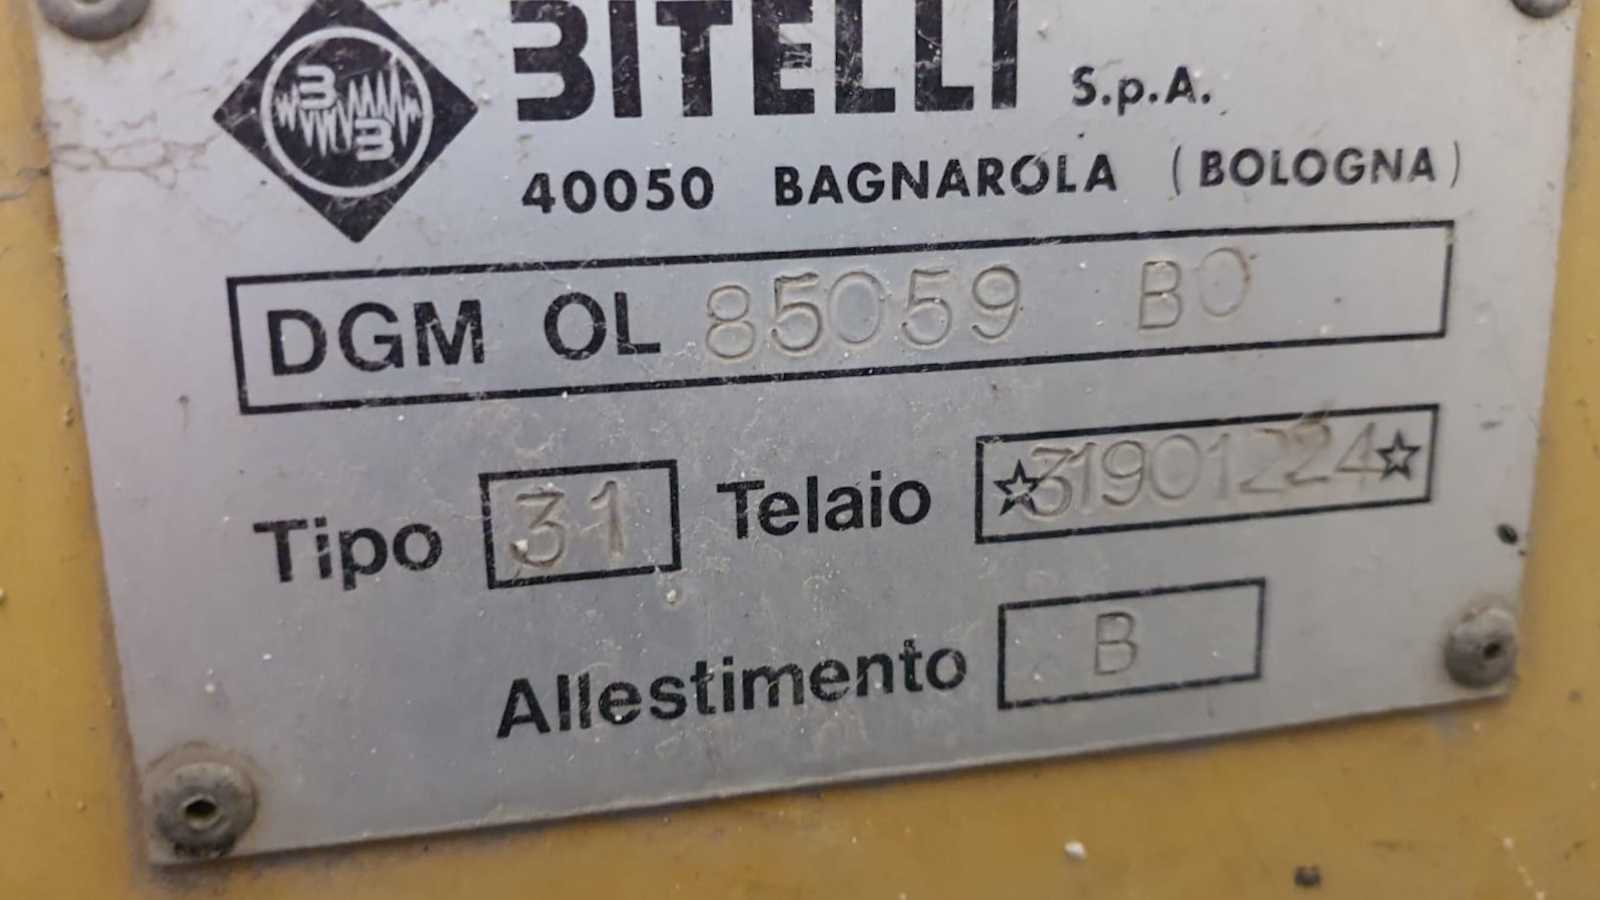 BITELLI S.p.A.
40050 BAGNAROLA (BOLOGNA)
DGM OL 85059 BO
Tipo 31 Telaio ☆31901224☆
Allestimento B